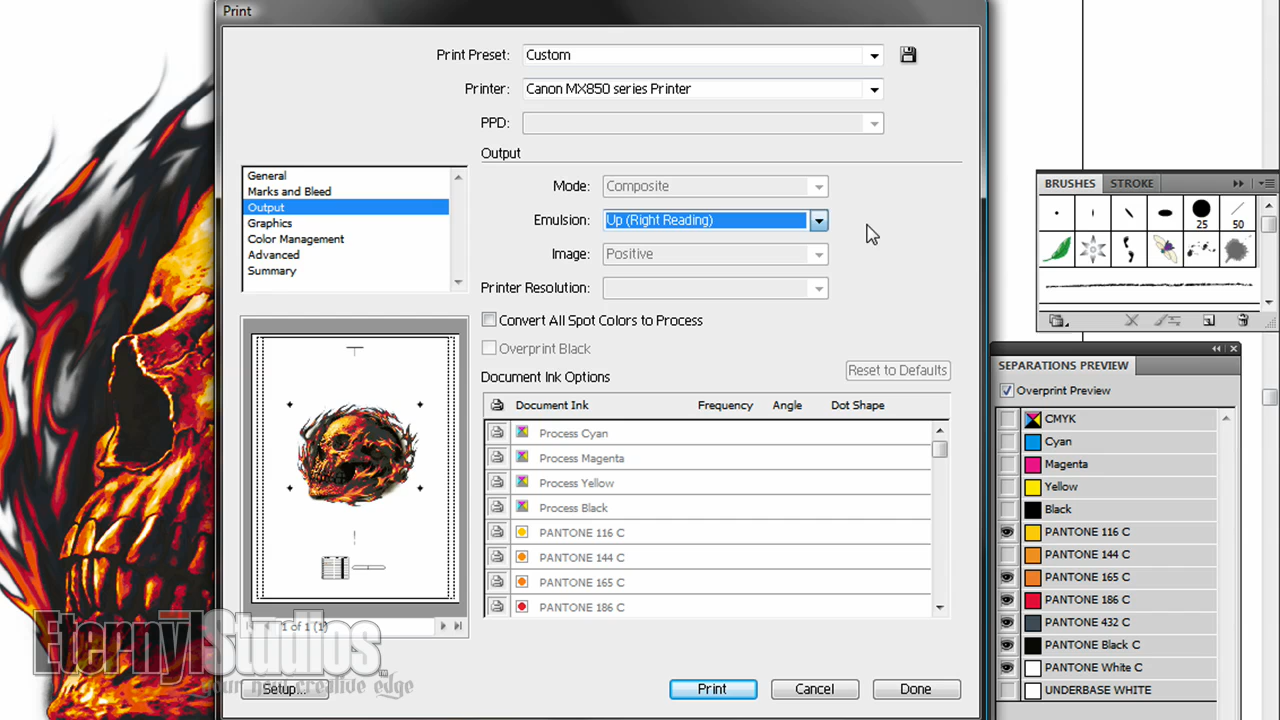 Print
Print Preset: Custom
Printer: Canon MX850 series Printer
PPD:
Output
General
Marks and Bleed
Output
Graphics
Color Management
Advanced
Summary
Mode: Composite
Emulsion: Up (Right Reading)
Image: Positive
Printer Resolution:
Convert All Spot Colors to Process
Overprint Black
Document Ink Options
Reset to Defaults
Document Ink Frequency Angle Dot Shape
Process Cyan
Process Magenta
Process Yellow
Process Black
PANTONE 116 C
PANTONE 144 C
PANTONE 165 C
PANTONE 186 C
1 of 1 (1)
Setup...
Print Cancel Done
BRUSHES STROKE
25 50
SEPARATIONS PREVIEW
Overprint Preview
CMYK
Cyan
Magenta
Yellow
Black
PANTONE 116 C
PANTONE 144 C
PANTONE 165 C
PANTONE 186 C
PANTONE 432 C
PANTONE Black C
PANTONE White C
UNDERBASE WHITE
Eternyl Studios
your new creative edge